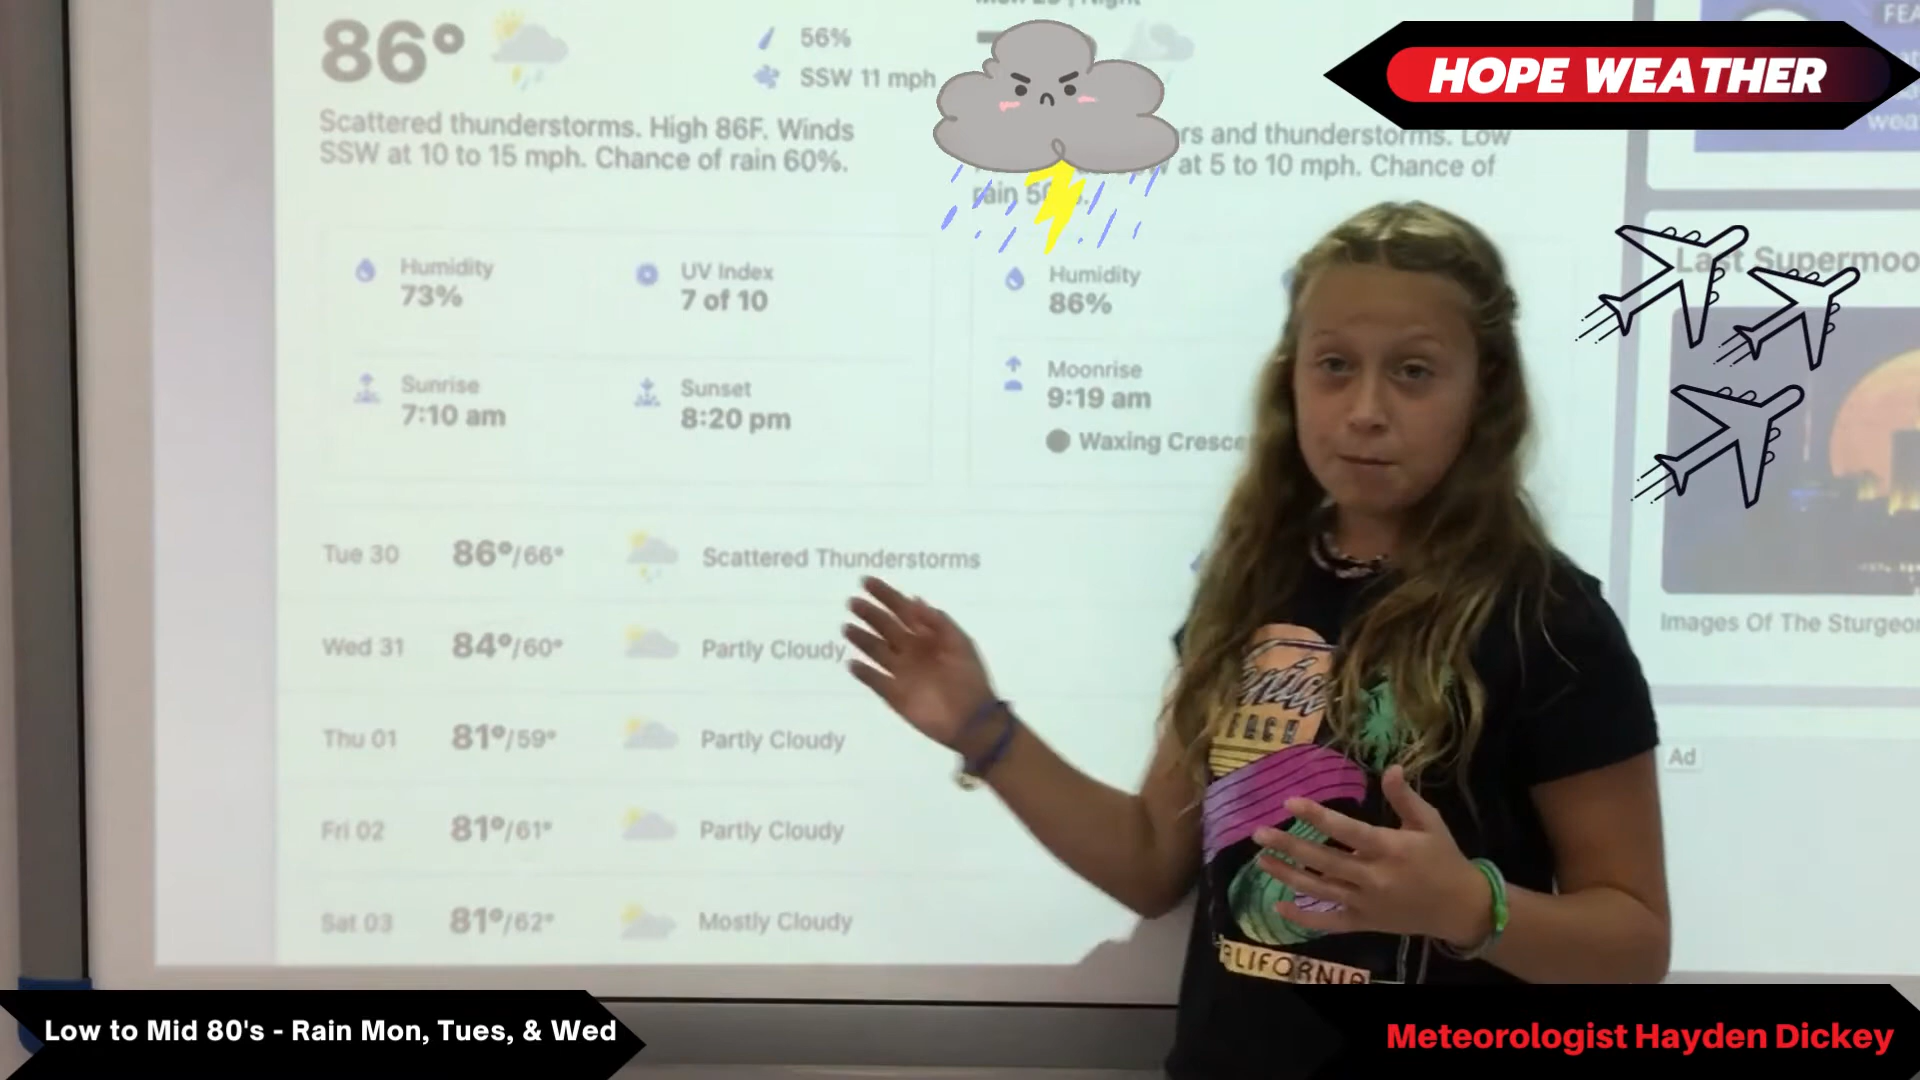 86°
56%
SSW 11 mph
Scattered thunderstorms. High 86F. Winds
SSW at 10 to 15 mph. Chance of rain 60%.
and thunderstorms. Low
at 5 to 10 mph. Chance of
rain
HOPE WEATHER
Humidity
73%
UV Index
7 of 10
Sunrise
7:10 am
Sunset
8:20 pm
Humidity
86%
Moonrise
9:19 am
Waxing
Last
Images Of The
Ad
Tue 30 86°/66° Scattered Thunderstorms
Wed 31 84°/60° Partly Cloudy
Thu 01 81°/59° Partly Cloudy
Fri 02 81°/61° Partly Cloudy
Sat 03 81°/62° Mostly Cloudy
Low to Mid 80's - Rain Mon, Tues, & Wed
Meteorologist Hayden Dickey